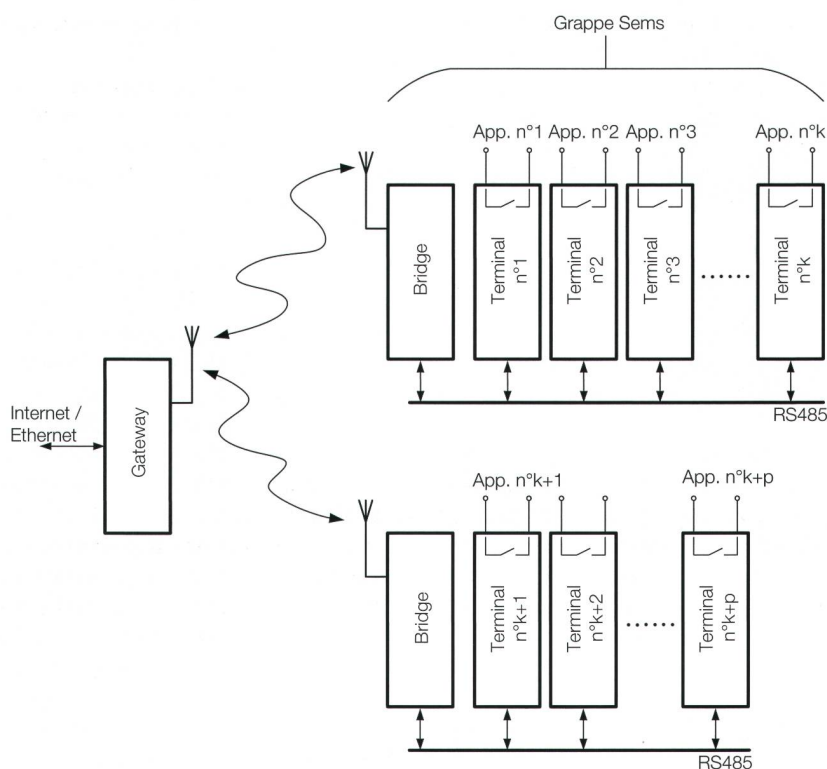 Grappe Sems
App. n°1 App. n°2 App. n°3 App. n°k
Bridge
Terminal
n°1
Terminal
n°2
Terminal
n°3
Terminal
n°k
RS485
Internet /
Ethernet
Gateway
App. n°k+1 App. n°k+p
Bridge
Terminal
n°k+1
Terminal
n°k+2
Terminal
n°k+p
RS485